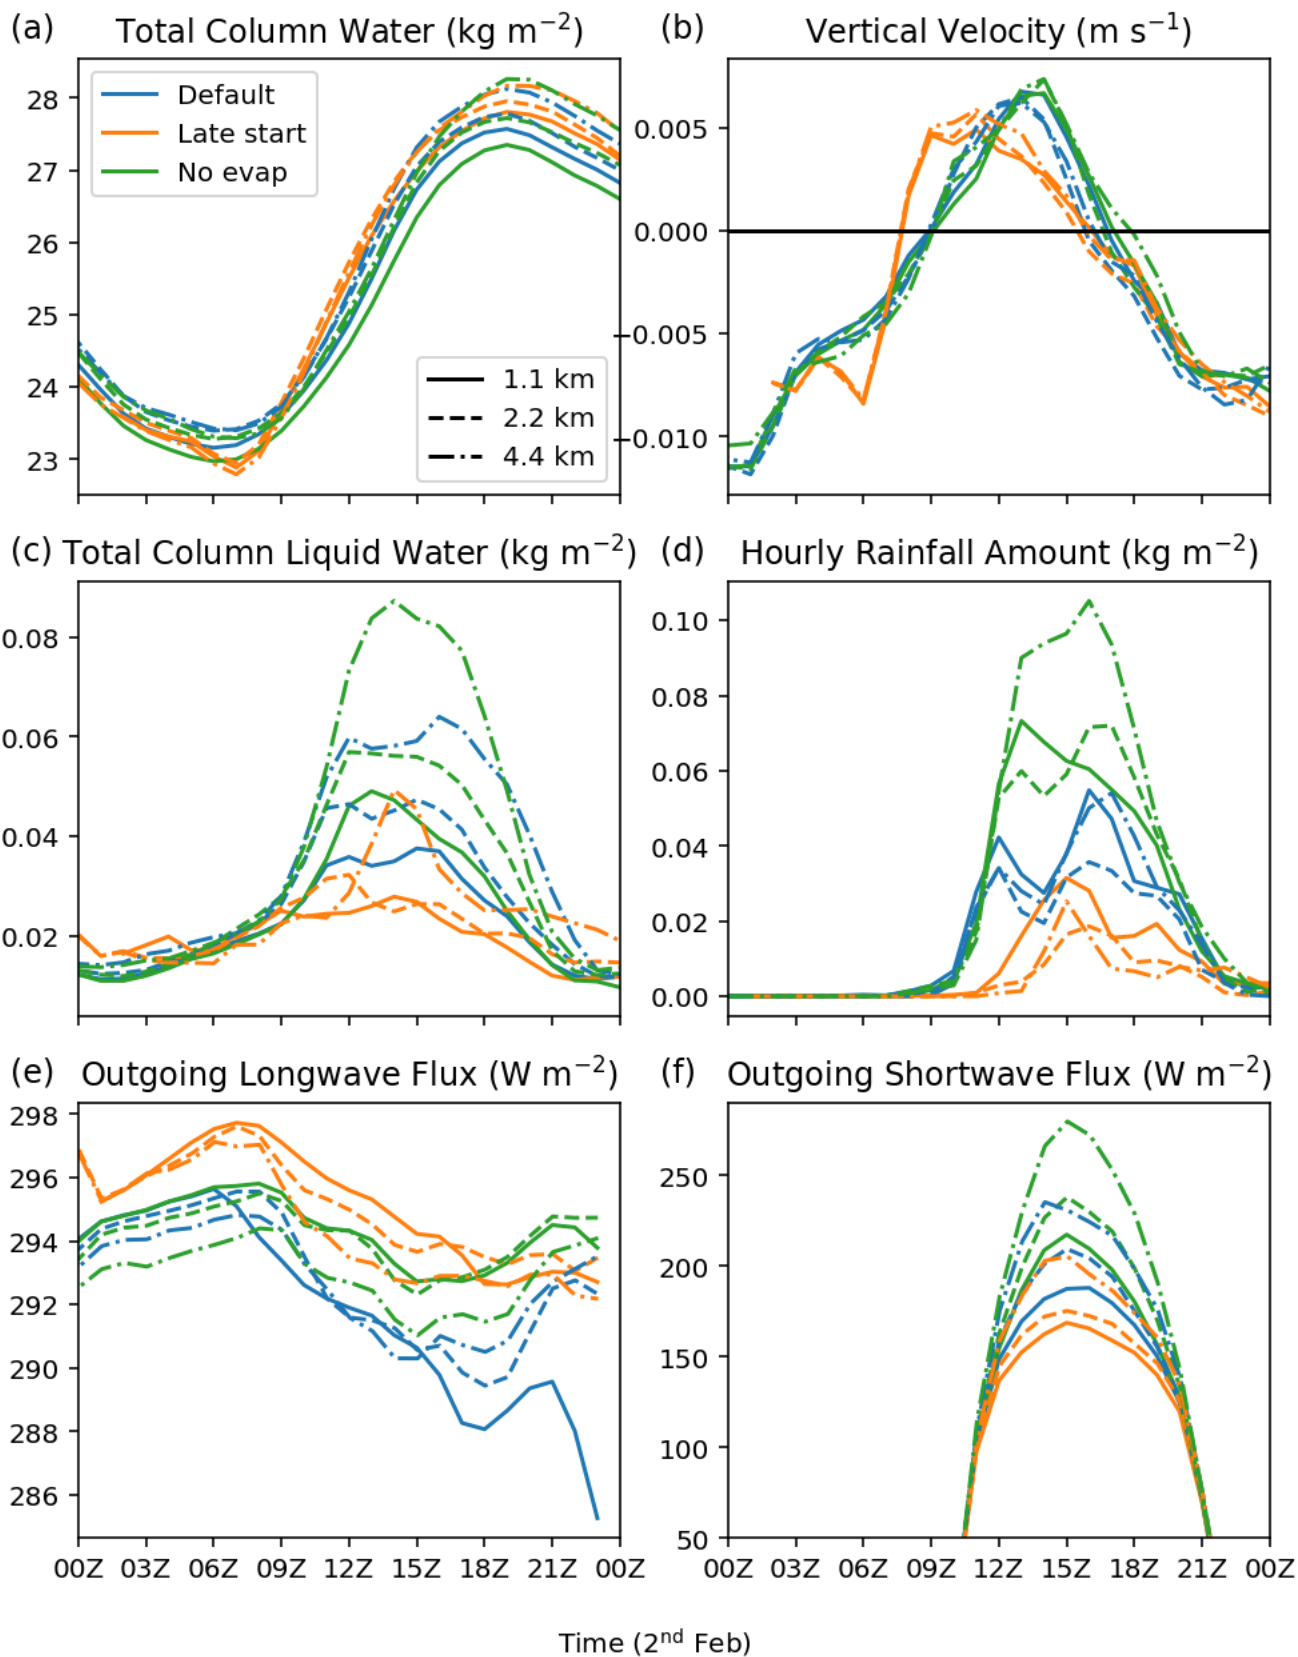 (a) Total Column Water (kg m⁻²)
28
27
26
25
24
23
Default
Late start
No evap
1.1 km
2.2 km
4.4 km
(b) Vertical Velocity (m s⁻¹)
0.005
0.000
−0.005
−0.010
(c) Total Column Liquid Water (kg m⁻²)
0.08
0.06
0.04
0.02
(d) Hourly Rainfall Amount (kg m⁻²)
0.10
0.08
0.06
0.04
0.02
0.00
(e) Outgoing Longwave Flux (W m⁻²)
298
296
294
292
290
288
286
00Z 03Z 06Z 09Z 12Z 15Z 18Z 21Z 00Z
(f) Outgoing Shortwave Flux (W m⁻²)
250
200
150
100
50
00Z 03Z 06Z 09Z 12Z 15Z 18Z 21Z 00Z
Time (2ⁿᵈ Feb)